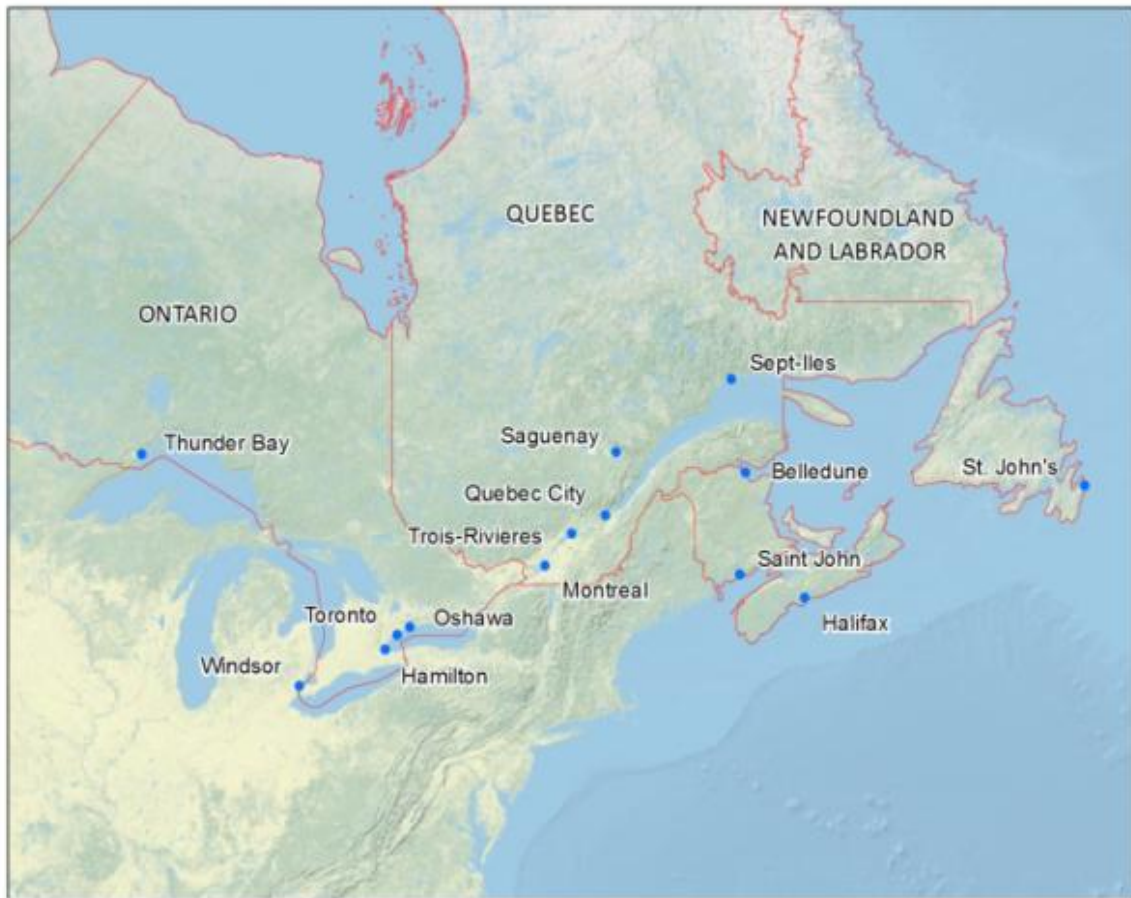 QUEBEC
NEWFOUNDLAND
AND LABRADOR
ONTARIO
Sept-Iles
Thunder Bay
Saguenay
Belledune
St. John's
Quebec City
Trois-Rivieres
Saint John
Montreal
Toronto
Oshawa
Halifax
Windsor
Hamilton